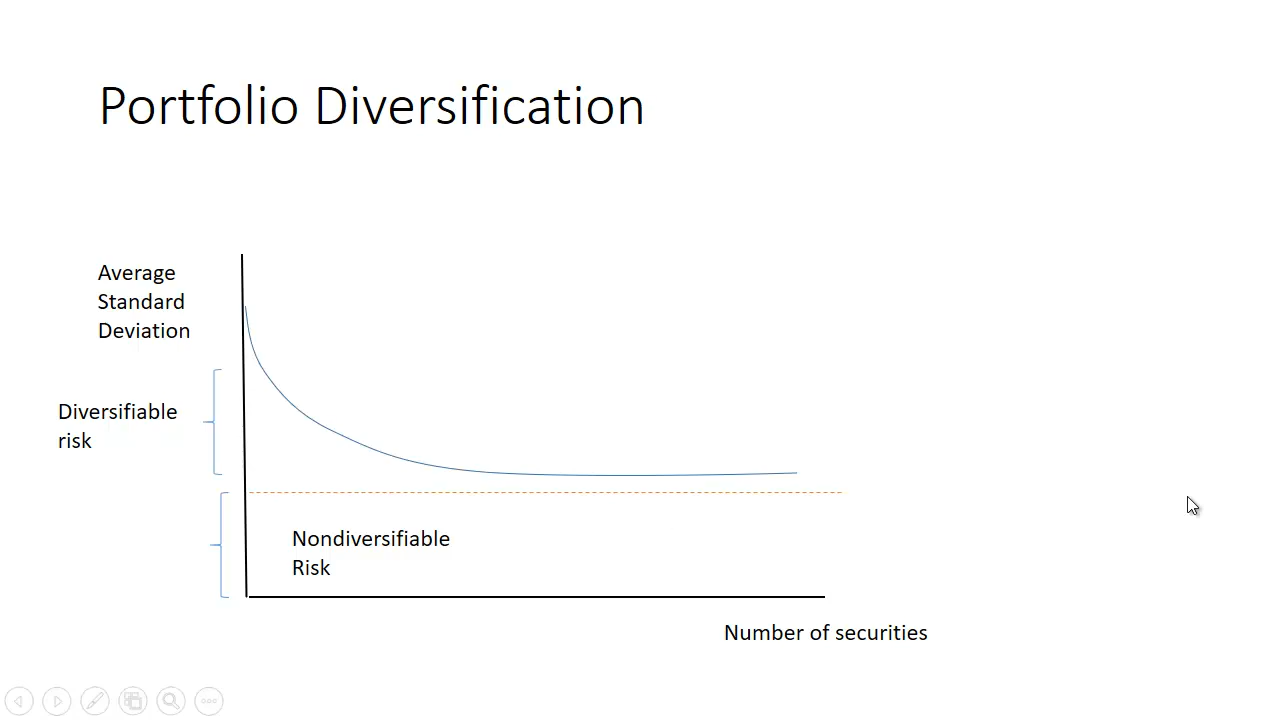 Portfolio Diversification
Average
Standard
Deviation
Diversifiable
risk
Nondiversifiable
Risk
Number of securities